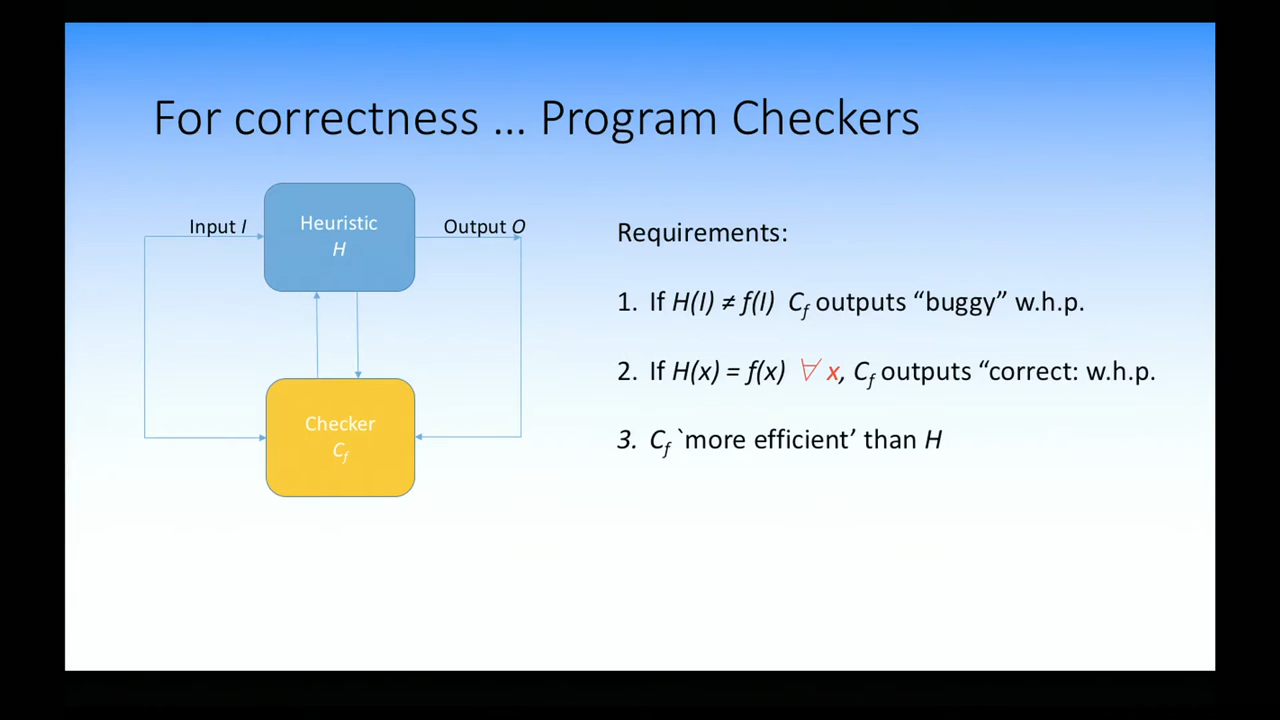 For correctness ... Program Checkers
Input I
Heuristic
H
Output O
Checker
Cf
Requirements:
1. If H(I) ≠ f(I) Cf outputs “buggy” w.h.p.
2. If H(x) = f(x) ∀ x, Cf outputs “correct: w.h.p.
3. Cf `more efficient’ than H